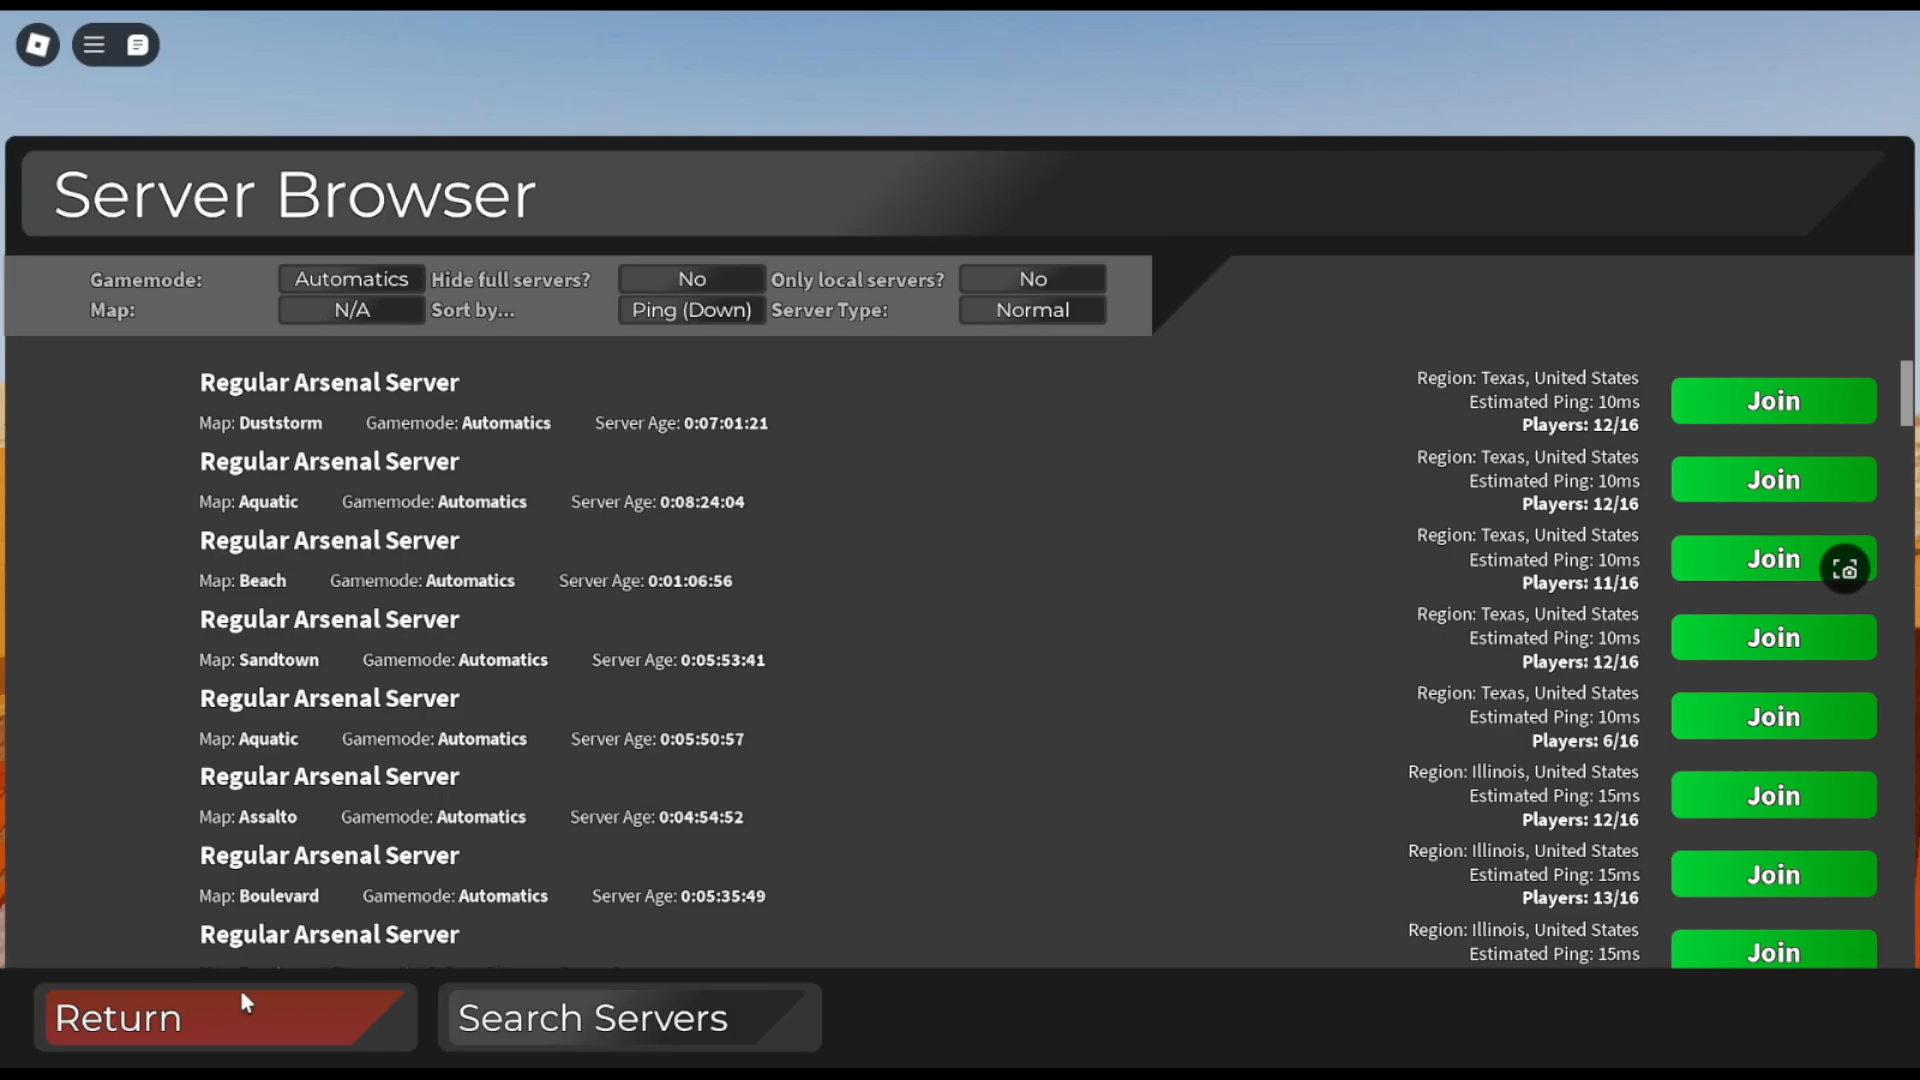 Server Browser
Gamemode: Automatics Hide full servers? No Only local servers? No
Map: N/A Sort by... Ping (Down) Server Type: Normal
Regular Arsenal Server
Map: Duststorm Gamemode: Automatics Server Age: 0:07:01:21
Region: Texas, United States
Estimated Ping: 10ms
Players: 12/16
Join
Regular Arsenal Server
Map: Aquatic Gamemode: Automatics Server Age: 0:08:24:04
Region: Texas, United States
Estimated Ping: 10ms
Players: 12/16
Join
Regular Arsenal Server
Map: Beach Gamemode: Automatics Server Age: 0:01:06:56
Region: Texas, United States
Estimated Ping: 10ms
Players: 11/16
Join
Regular Arsenal Server
Map: Sandtown Gamemode: Automatics Server Age: 0:05:53:41
Region: Texas, United States
Estimated Ping: 10ms
Players: 12/16
Join
Regular Arsenal Server
Map: Aquatic Gamemode: Automatics Server Age: 0:05:50:57
Region: Texas, United States
Estimated Ping: 10ms
Players: 6/16
Join
Regular Arsenal Server
Map: Assalto Gamemode: Automatics Server Age: 0:04:54:52
Region: Illinois, United States
Estimated Ping: 15ms
Players: 12/16
Join
Regular Arsenal Server
Map: Boulevard Gamemode: Automatics Server Age: 0:05:35:49
Region: Illinois, United States
Estimated Ping: 15ms
Players: 13/16
Join
Regular Arsenal Server
Region: Illinois, United States
Estimated Ping: 15ms
Join
Return
Search Servers